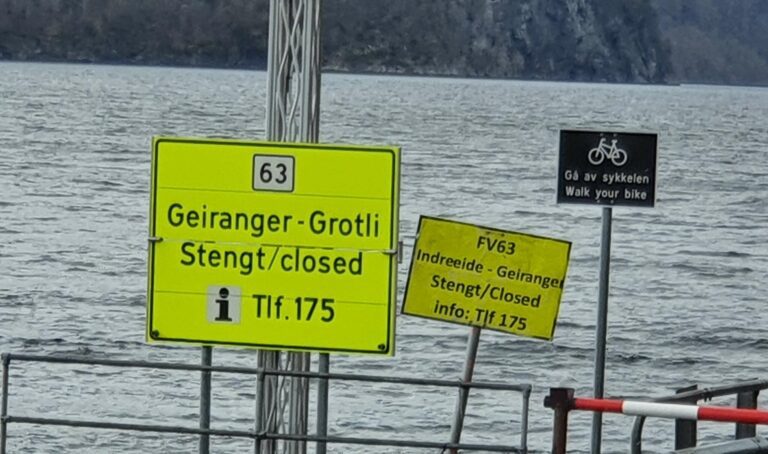 63
Geiranger-Grotli
Stengt/closed
i Tlf. 175
FV63
Indreeide - Geiranger
Stengt/Closed
info: Tlf 175
Gå av sykkelen
Walk your bike